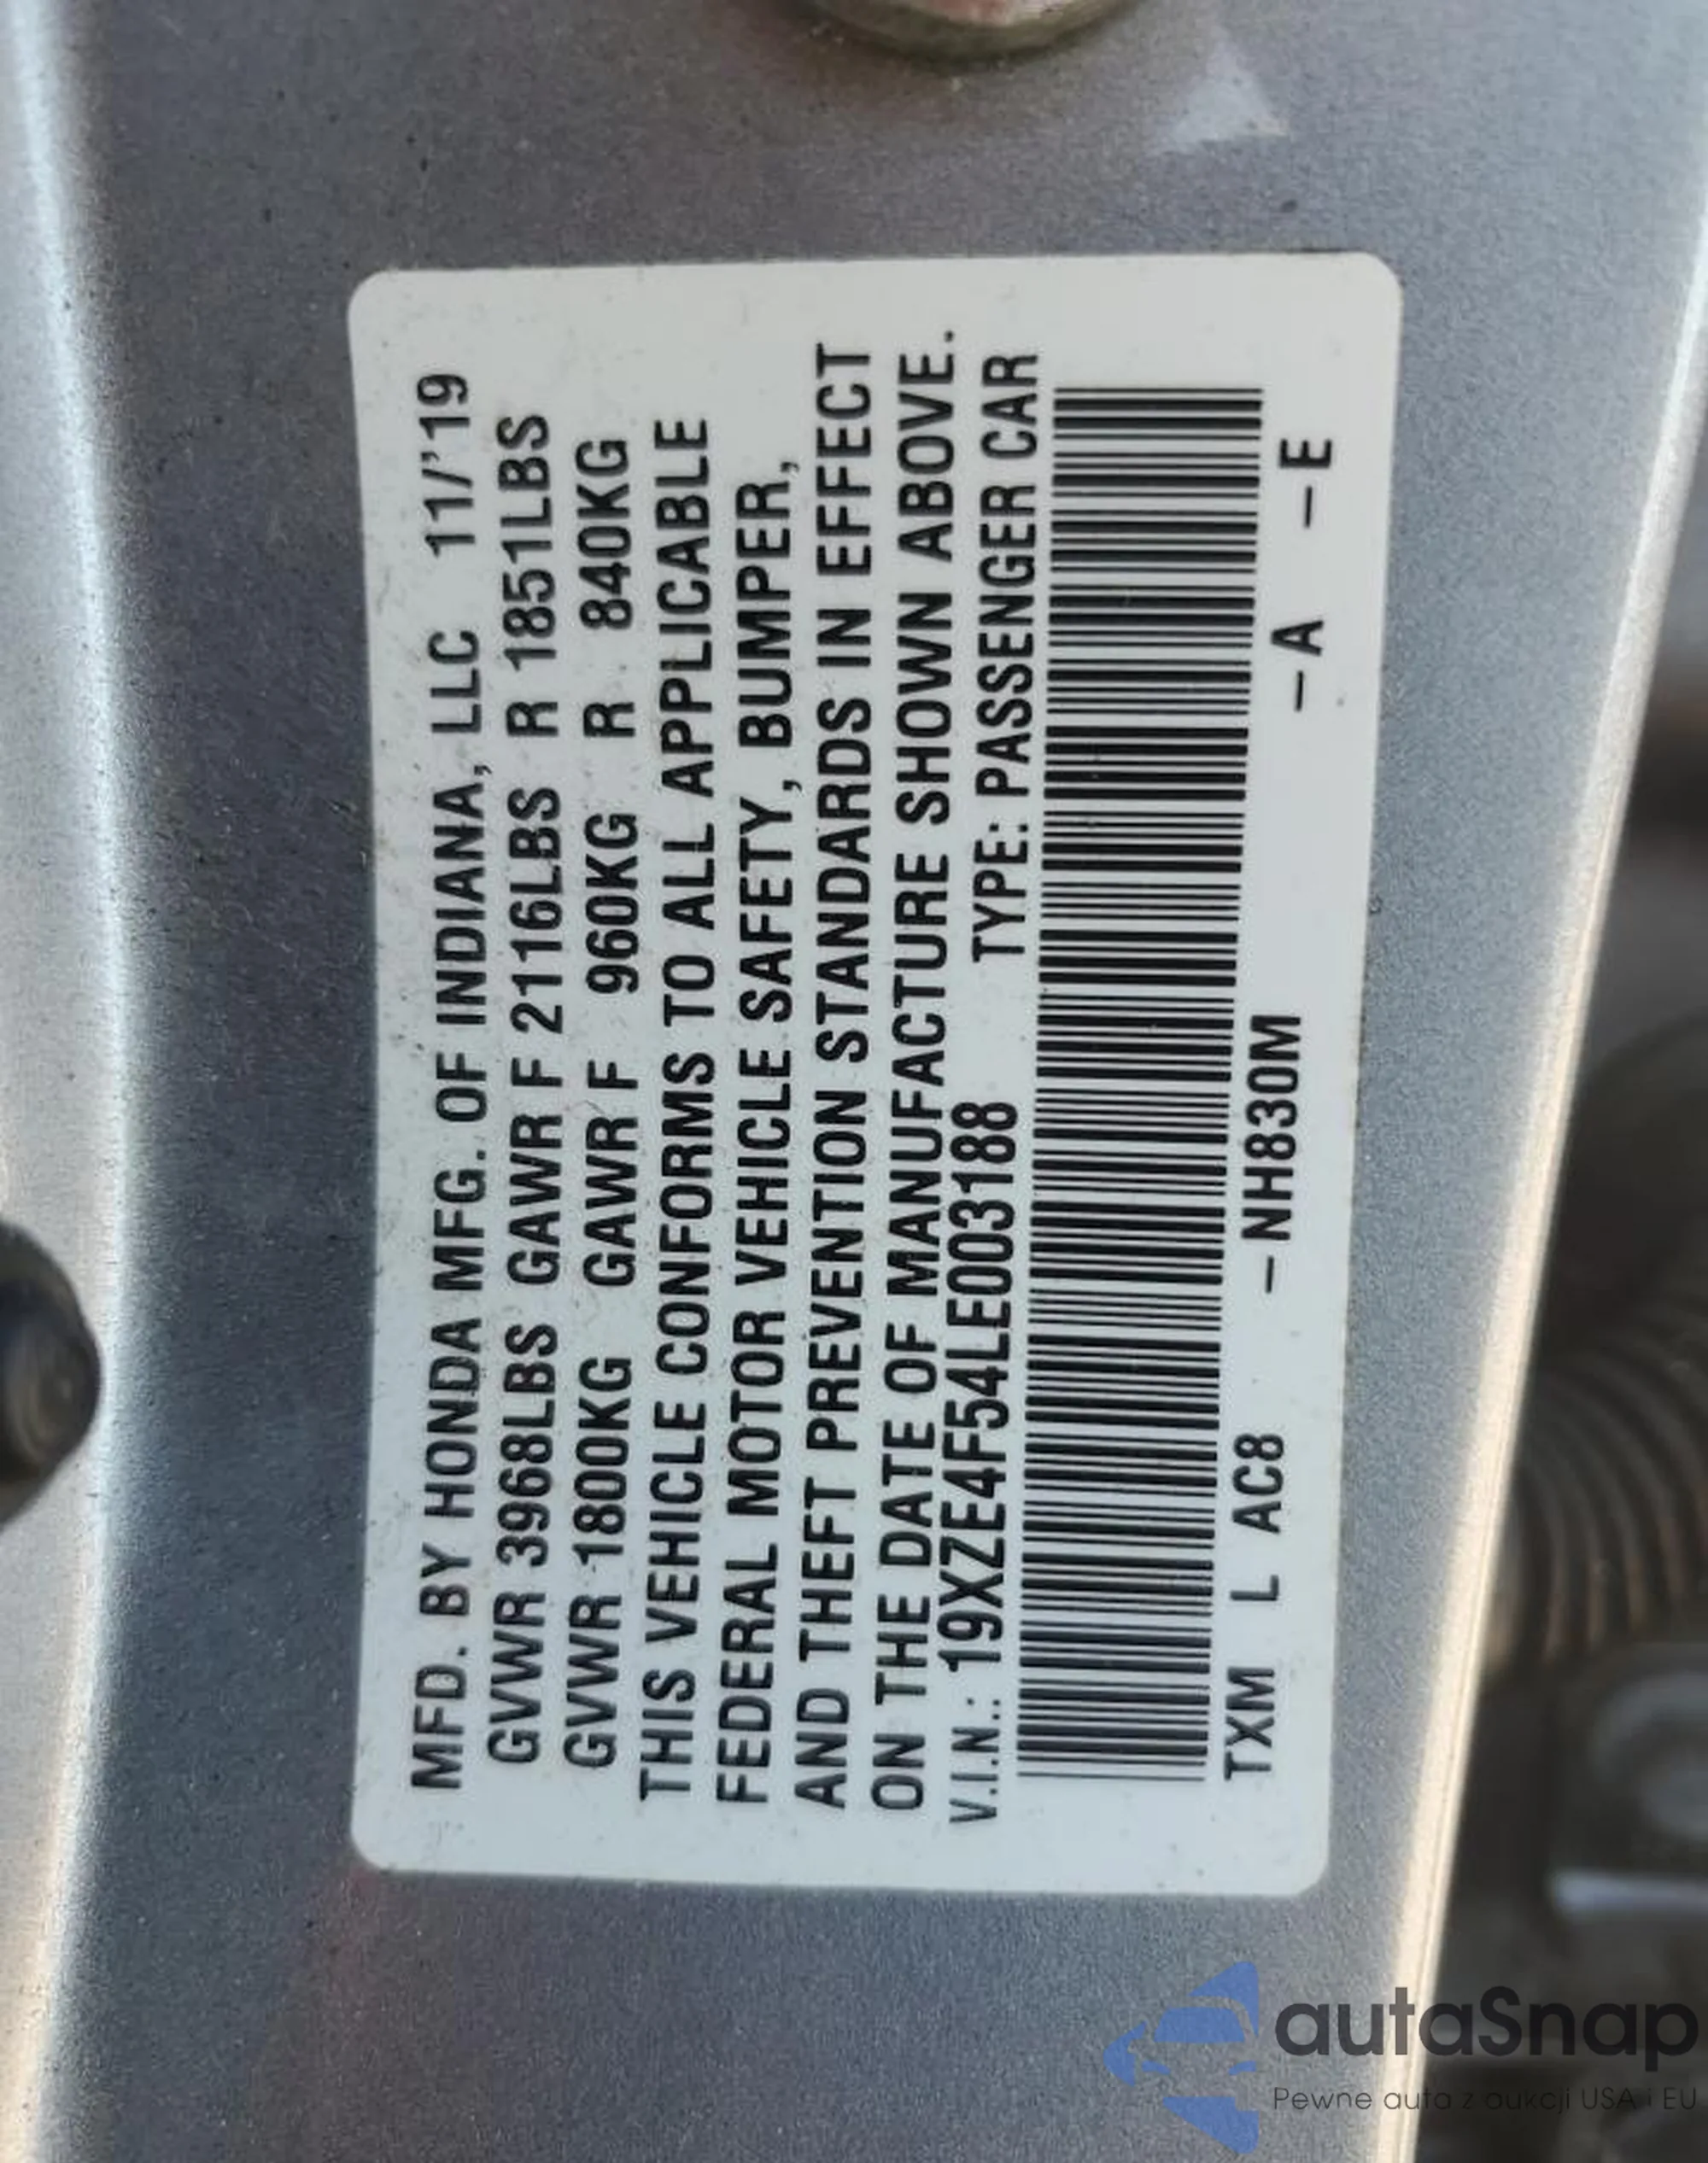 MFD. BY HONDA MFG. OF INDIANA, LLC 11/'19
GVWR 3968LBS GAWR F 2116LBS R 1851LBS
GVWR 1800KG GAWR F 960KG R 840KG
THIS VEHICLE CONFORMS TO ALL APPLICABLE
FEDERAL MOTOR VEHICLE SAFETY, BUMPER,
AND THEFT PREVENTION STANDARDS IN EFFECT
ON THE DATE OF MANUFACTURE SHOWN ABOVE.
V.I.N.: 19XZE4F54LE003188 TYPE: PASSENGER CAR
TXM L AC8 –NH830M –A –E
autaSnap
Pewne auta z aukcji USA i EU